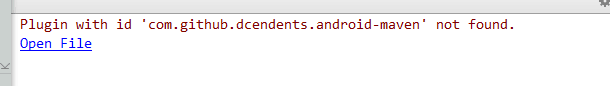 Plugin with id 'com.github.dcendents.android-maven' not found.
Open File